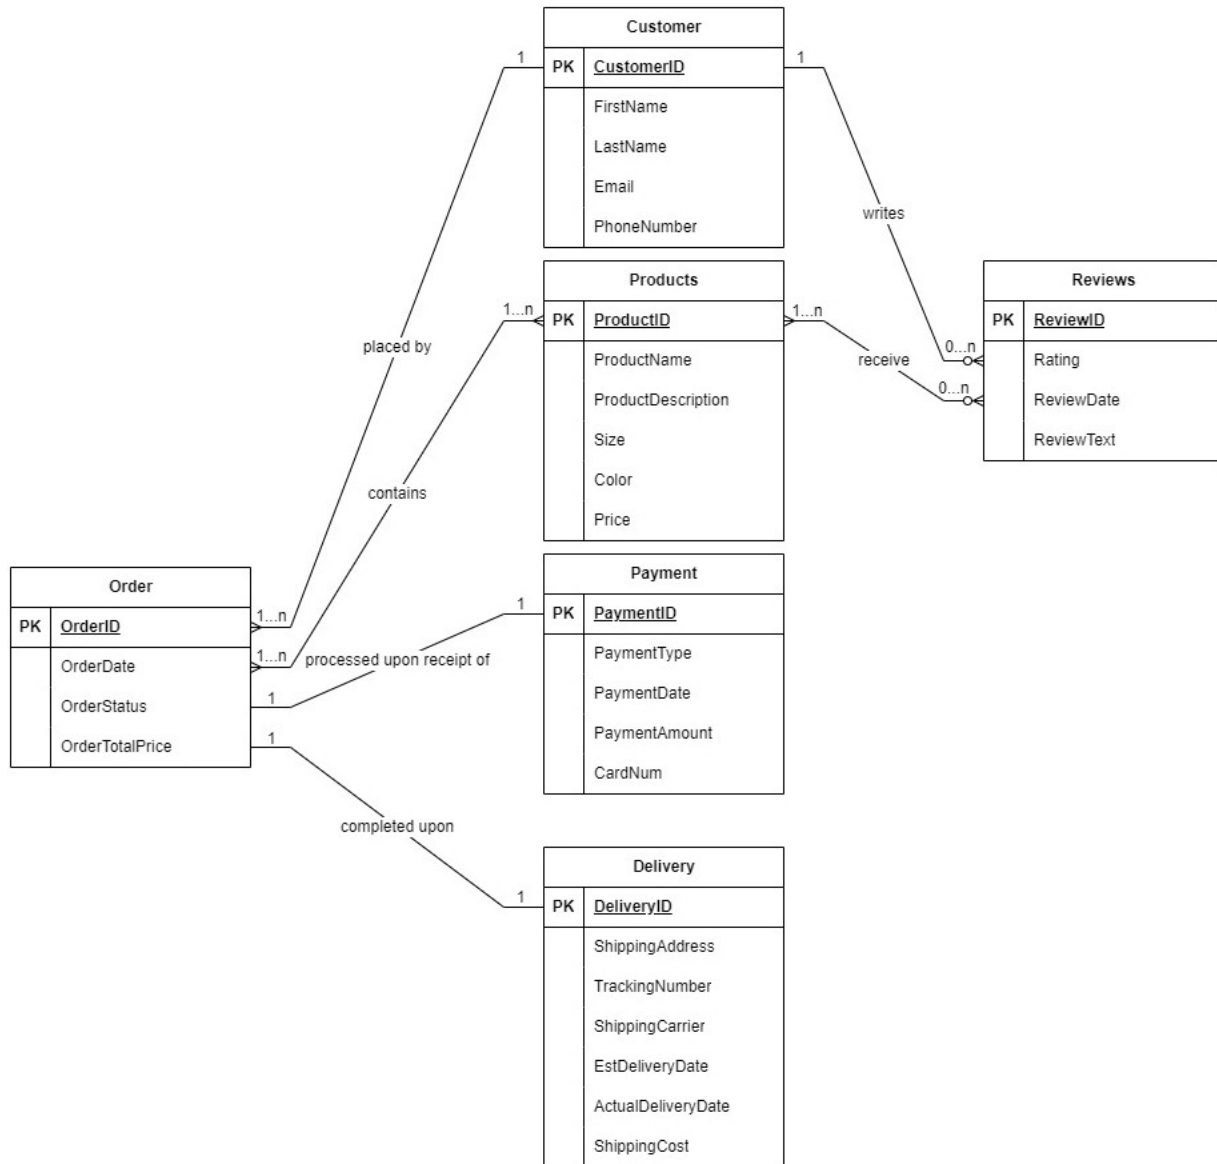 Customer
1
PK CustomerID
1
FirstName
LastName
Email
PhoneNumber
writes
Products
1...n
PK ProductID
1...n
ProductName
ProductDescription
Size
Color
Price
placed by
receive
contains
Reviews
PK ReviewID
0...n
Rating
0...n
ReviewDate
ReviewText
Order
PK OrderID
1...n
OrderDate
1...n
OrderStatus
1
OrderTotalPrice
1
processed upon receipt of
completed upon
Payment
1
PK PaymentID
PaymentType
PaymentDate
PaymentAmount
CardNum
Delivery
1
PK DeliveryID
ShippingAddress
TrackingNumber
ShippingCarrier
EstDeliveryDate
ActualDeliveryDate
ShippingCost